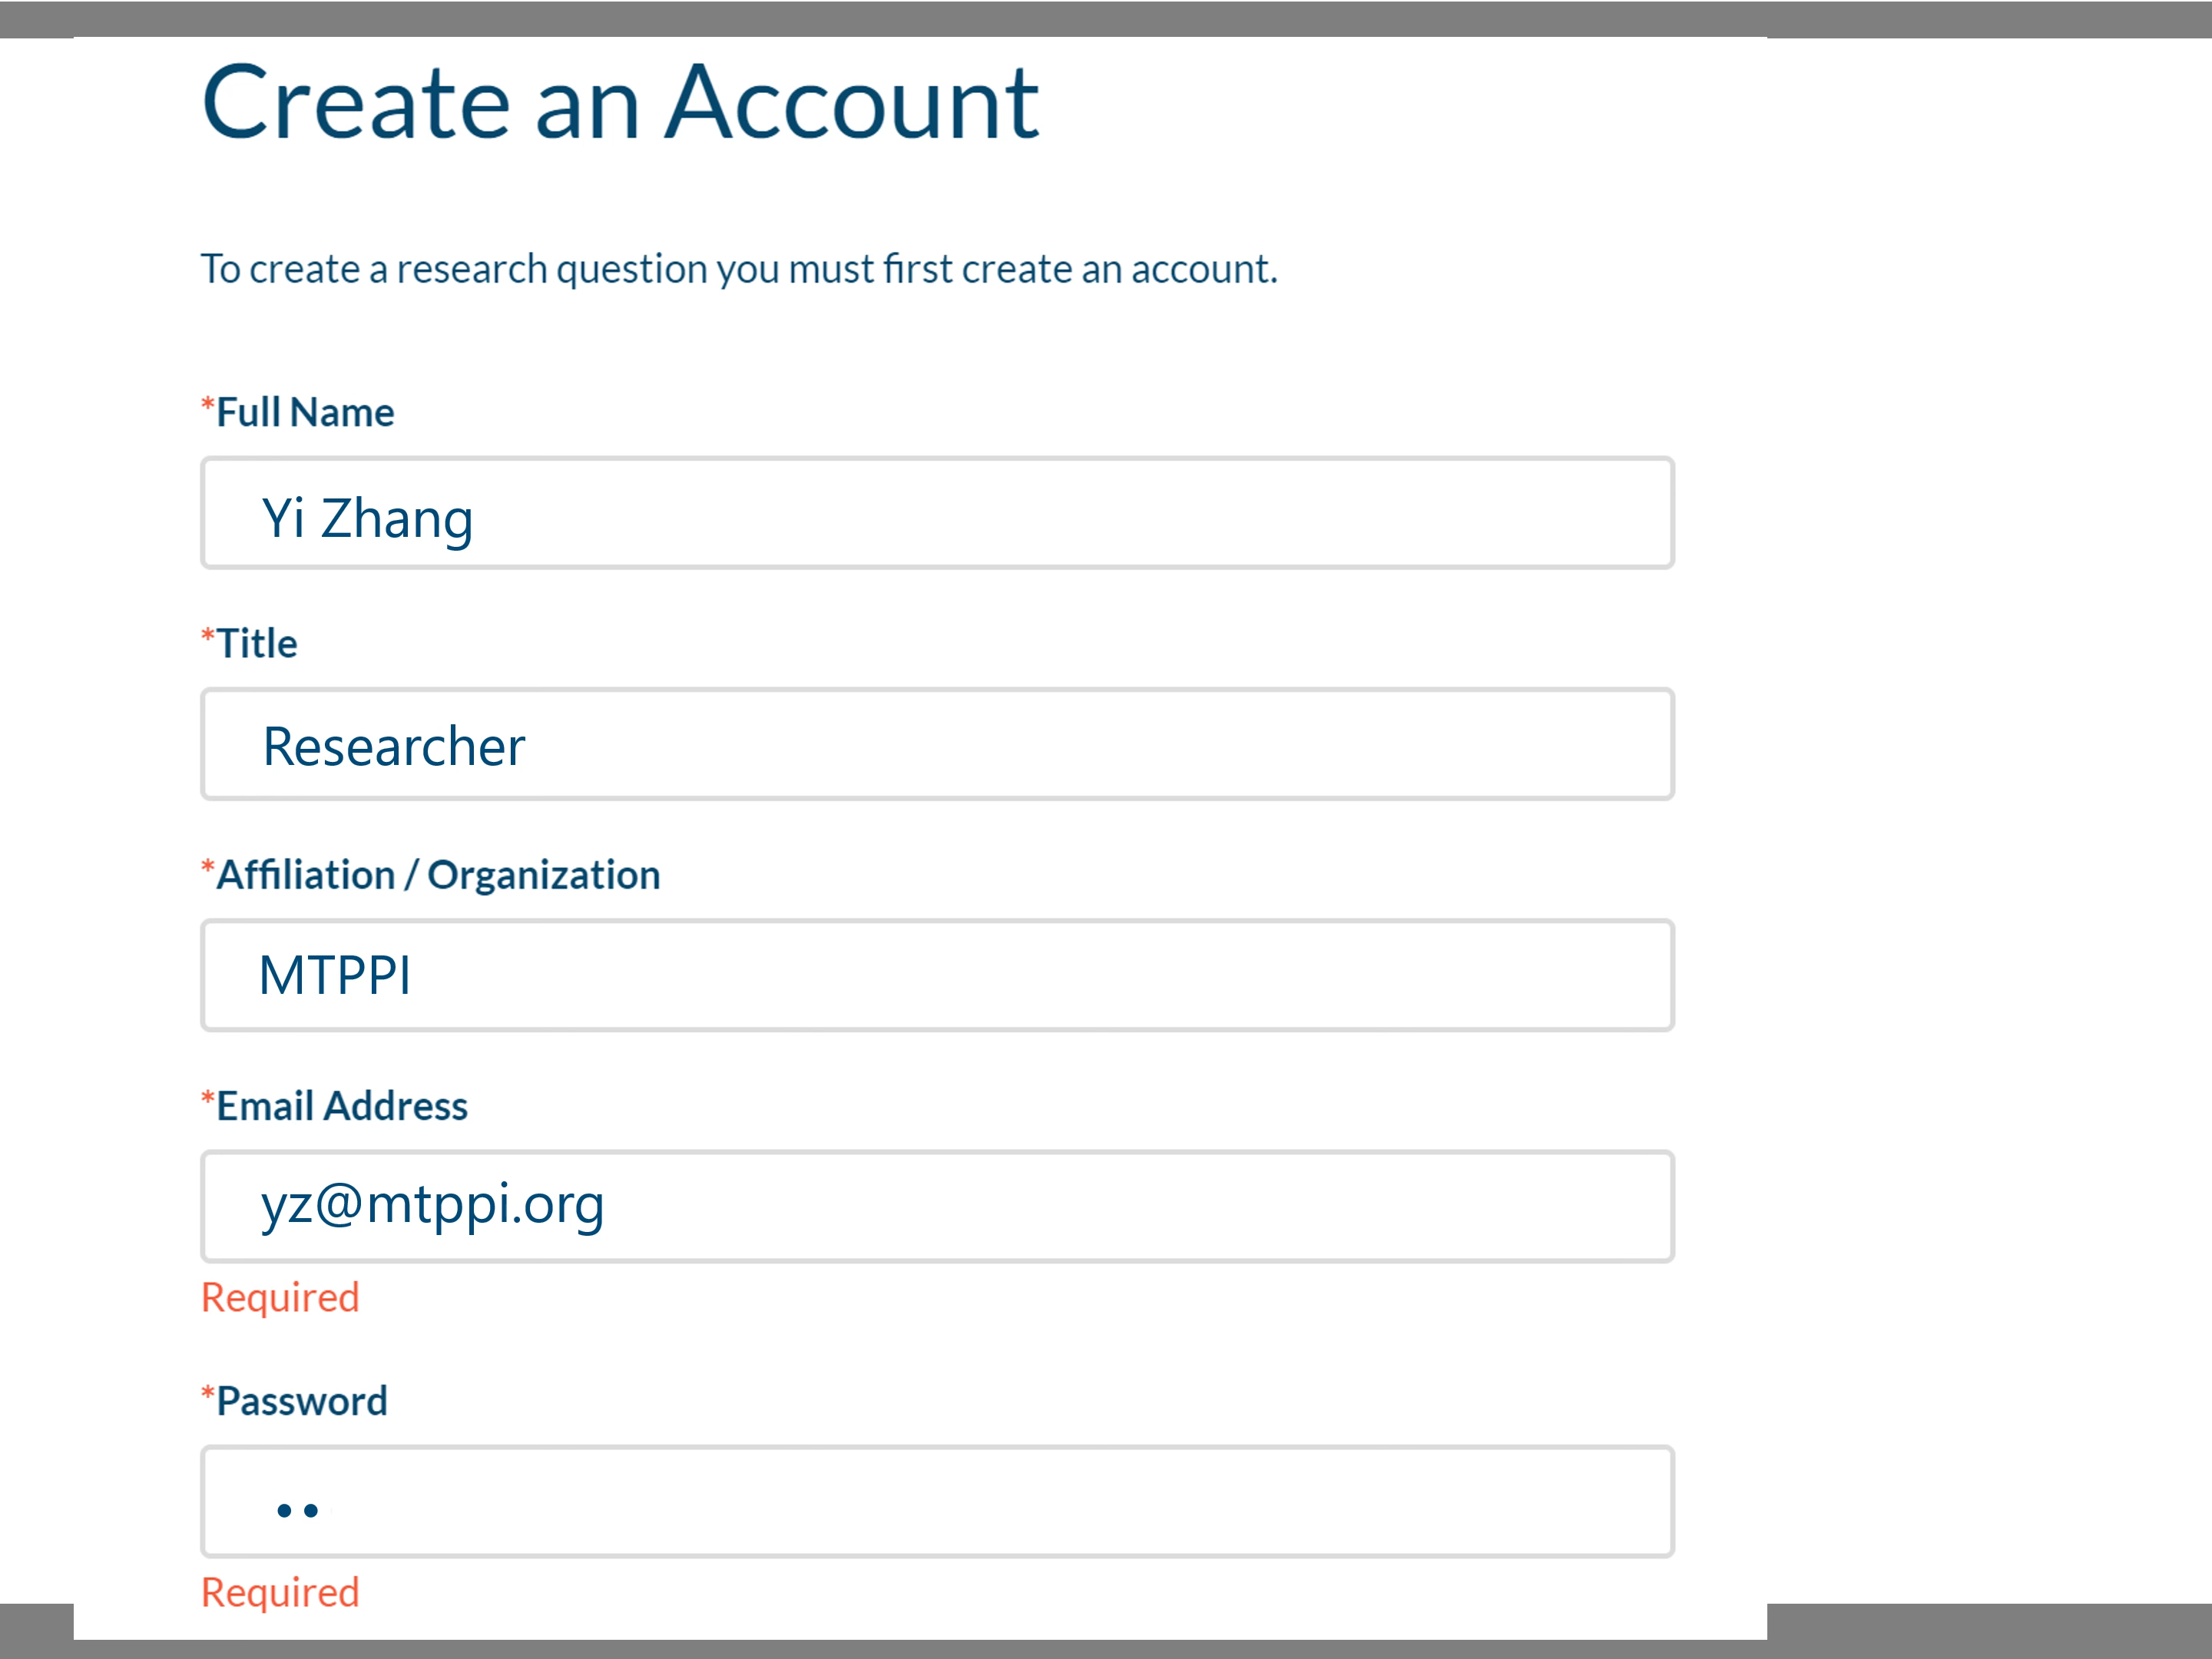 Create an Account
To create a research question you must first create an account.
*Full Name
Yi Zhang
*Title
Researcher
*Affiliation / Organization
MTPPI
*Email Address
yz@mtppi.org
Required
*Password
••
Required